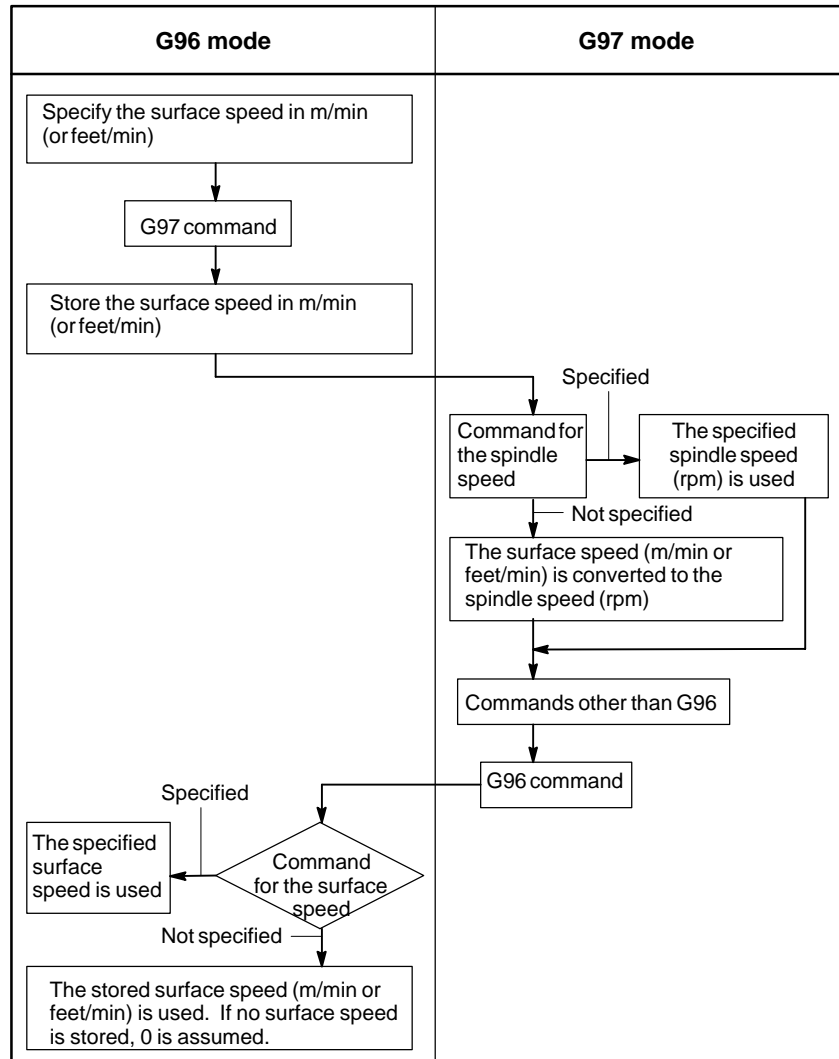 G96 mode
G97 mode
Specify the surface speed in m/min
(or feet/min)
G97 command
Store the surface speed in m/min
(or feet/min)
Specified
Command for
the spindle
speed
The specified
spindle speed
(rpm) is used
Not specified
The surface speed (m/min or
feet/min) is converted to the
spindle speed (rpm)
Commands other than G96
G96 command
Specified
The specified
surface
speed is used
Command
for the surface
speed
Not specified
The stored surface speed (m/min or
feet/min) is used. If no surface speed
is stored, 0 is assumed.